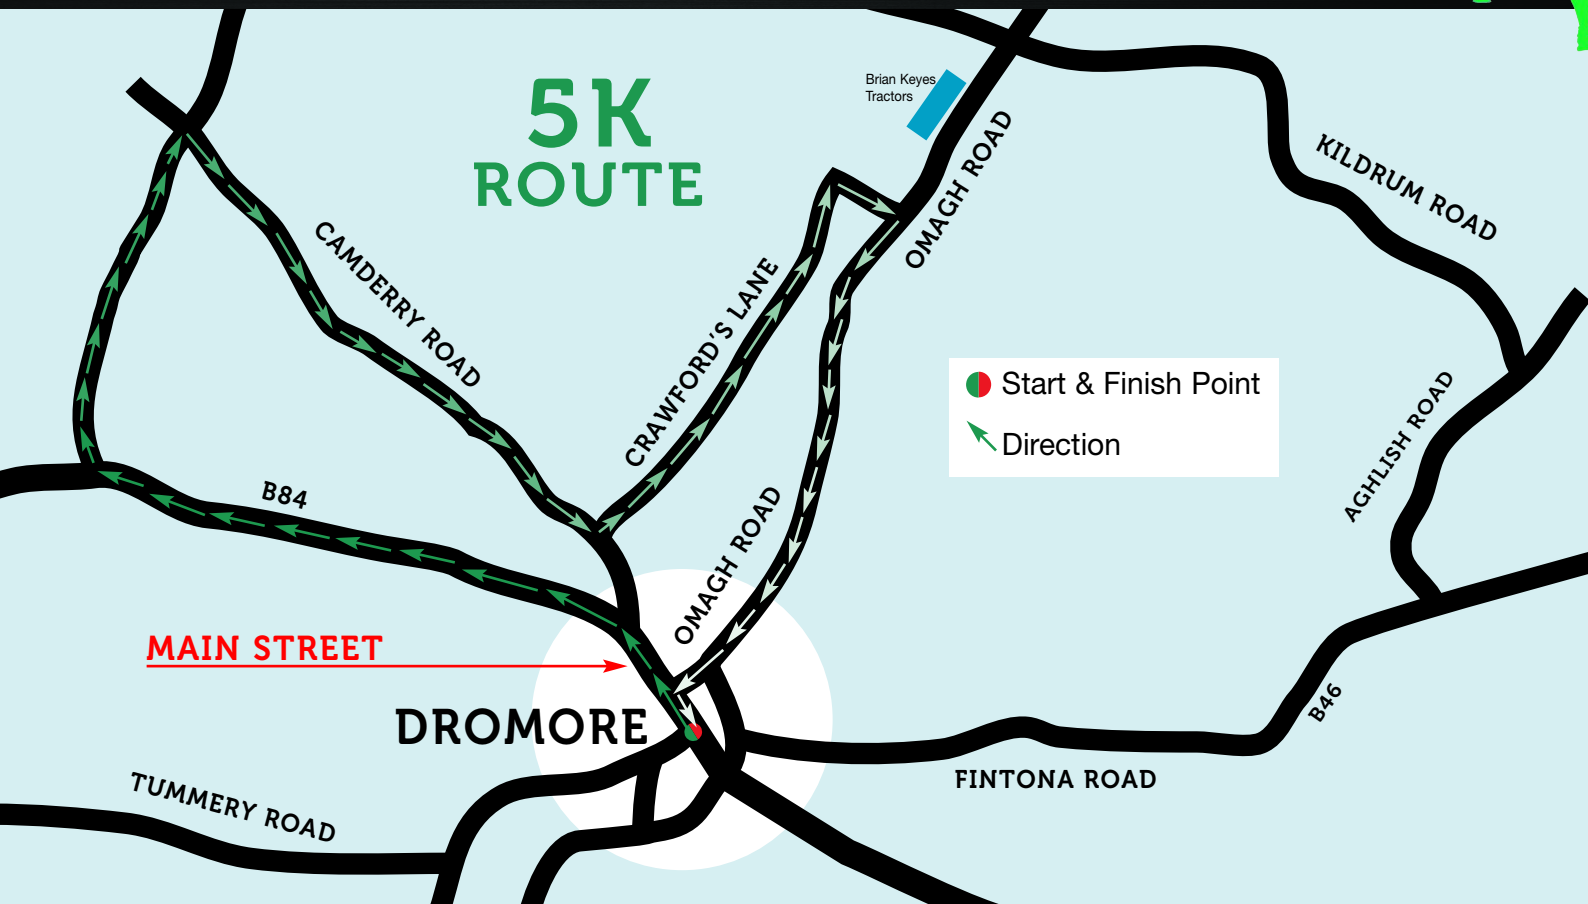 5K
ROUTE
Brian Keyes
Tractors
OMAGH ROAD
KILDRUM ROAD
CAMDERRY ROAD
CRAWFORD'S LANE
Start & Finish Point
Direction
AGHLISH ROAD
B84
OMAGH ROAD
MAIN STREET
DROMORE
B46
FINTONA ROAD
TUMMERY ROAD